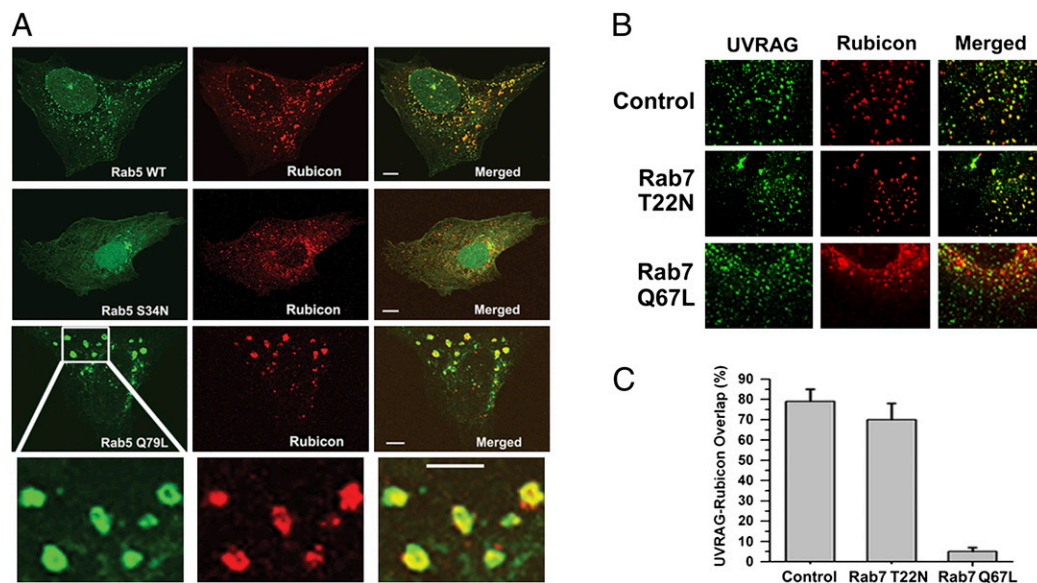 A
Rab5 WT
Rubicon
Merged
Rab5 S34N
Rubicon
Merged
Rab5 Q79L
Rubicon
Merged
B
UVRAG Rubicon Merged
Control
Rab7
T22N
Rab7
Q67L
C
UVRAG-Rubicon Overlap (%)
90
80
70
60
50
40
30
20
10
0
Control Rab7 T22N Rab7 Q67L